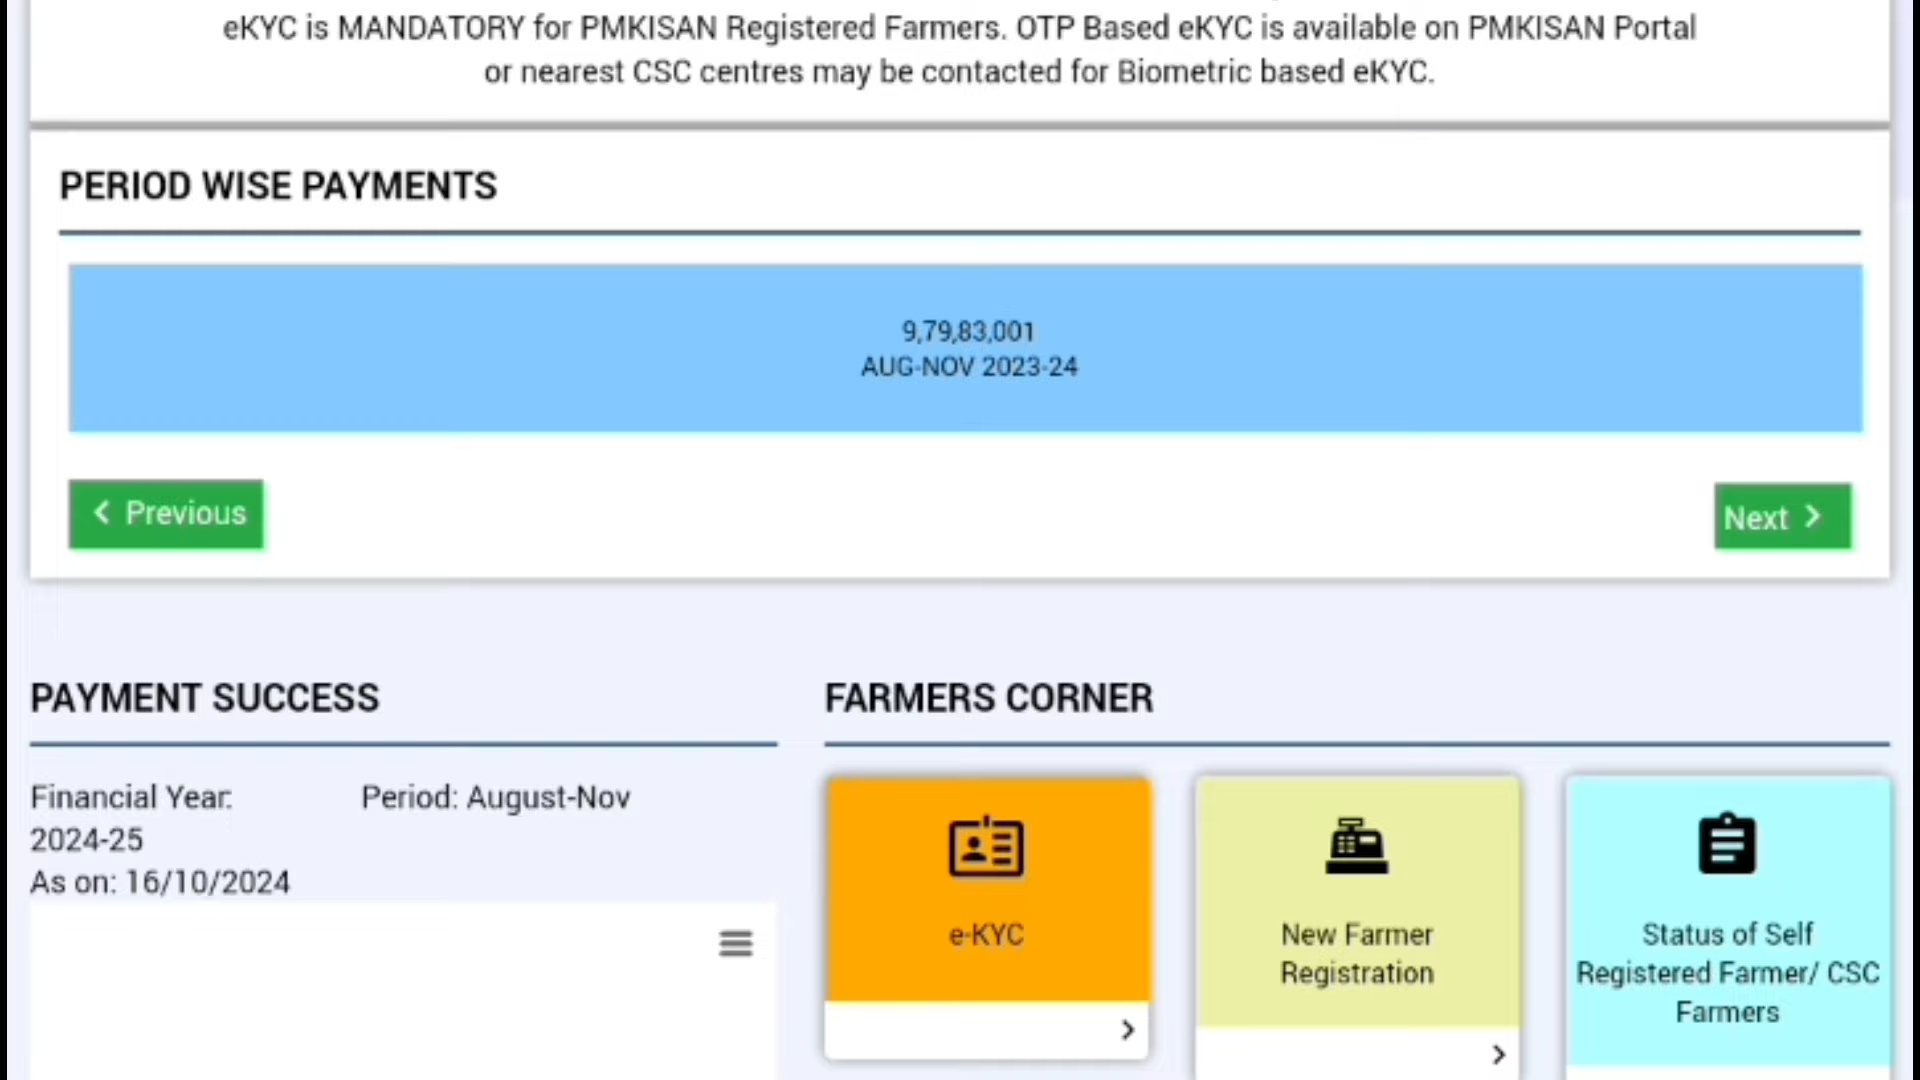 eKYC is MANDATORY for PMKISAN Registered Farmers. OTP Based eKYC is available on PMKISAN Portal
or nearest CSC centres may be contacted for Biometric based eKYC.
PERIOD WISE PAYMENTS
9,79,83,001
AUG-NOV 2023-24
Previous
Next
PAYMENT SUCCESS
Financial Year:
2024-25
Period: August-Nov
As on: 16/10/2024
FARMERS CORNER
e-KYC
New Farmer
Registration
Status of Self
Registered Farmer/ CSC
Farmers